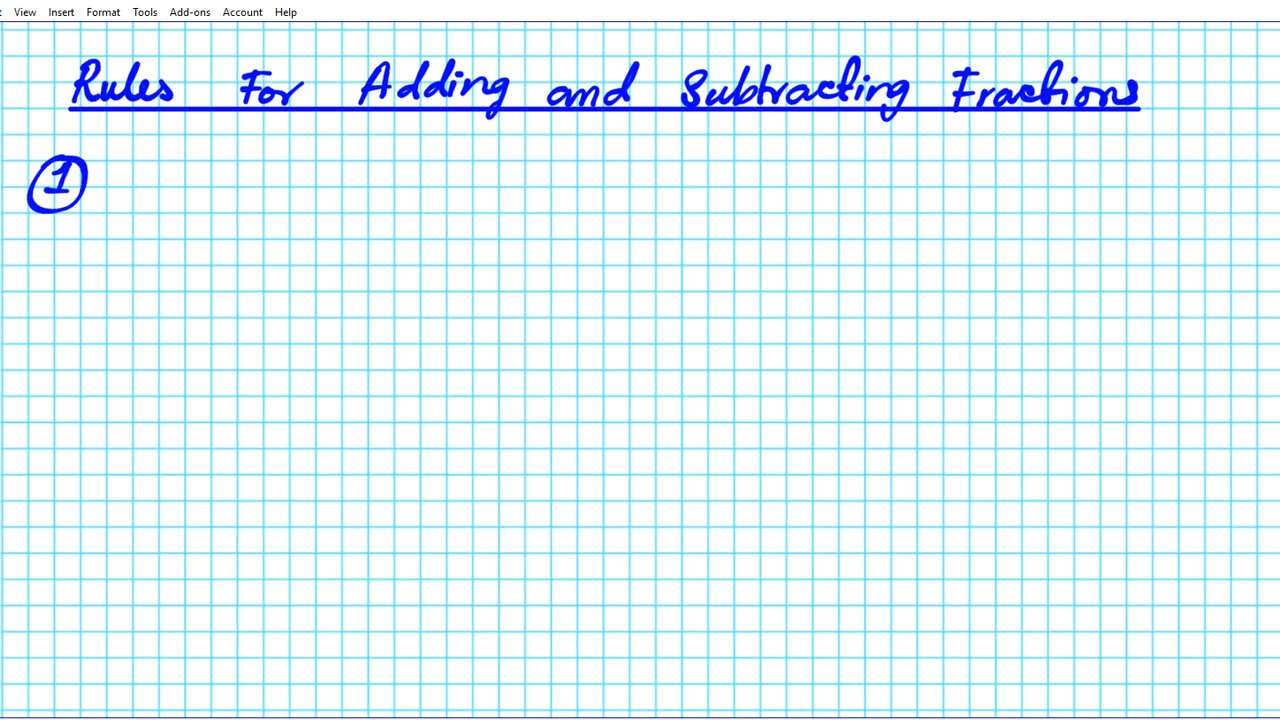 View Insert Format Tools Add-ons Account Help
Rules For Adding and Subtracting Fractions
1